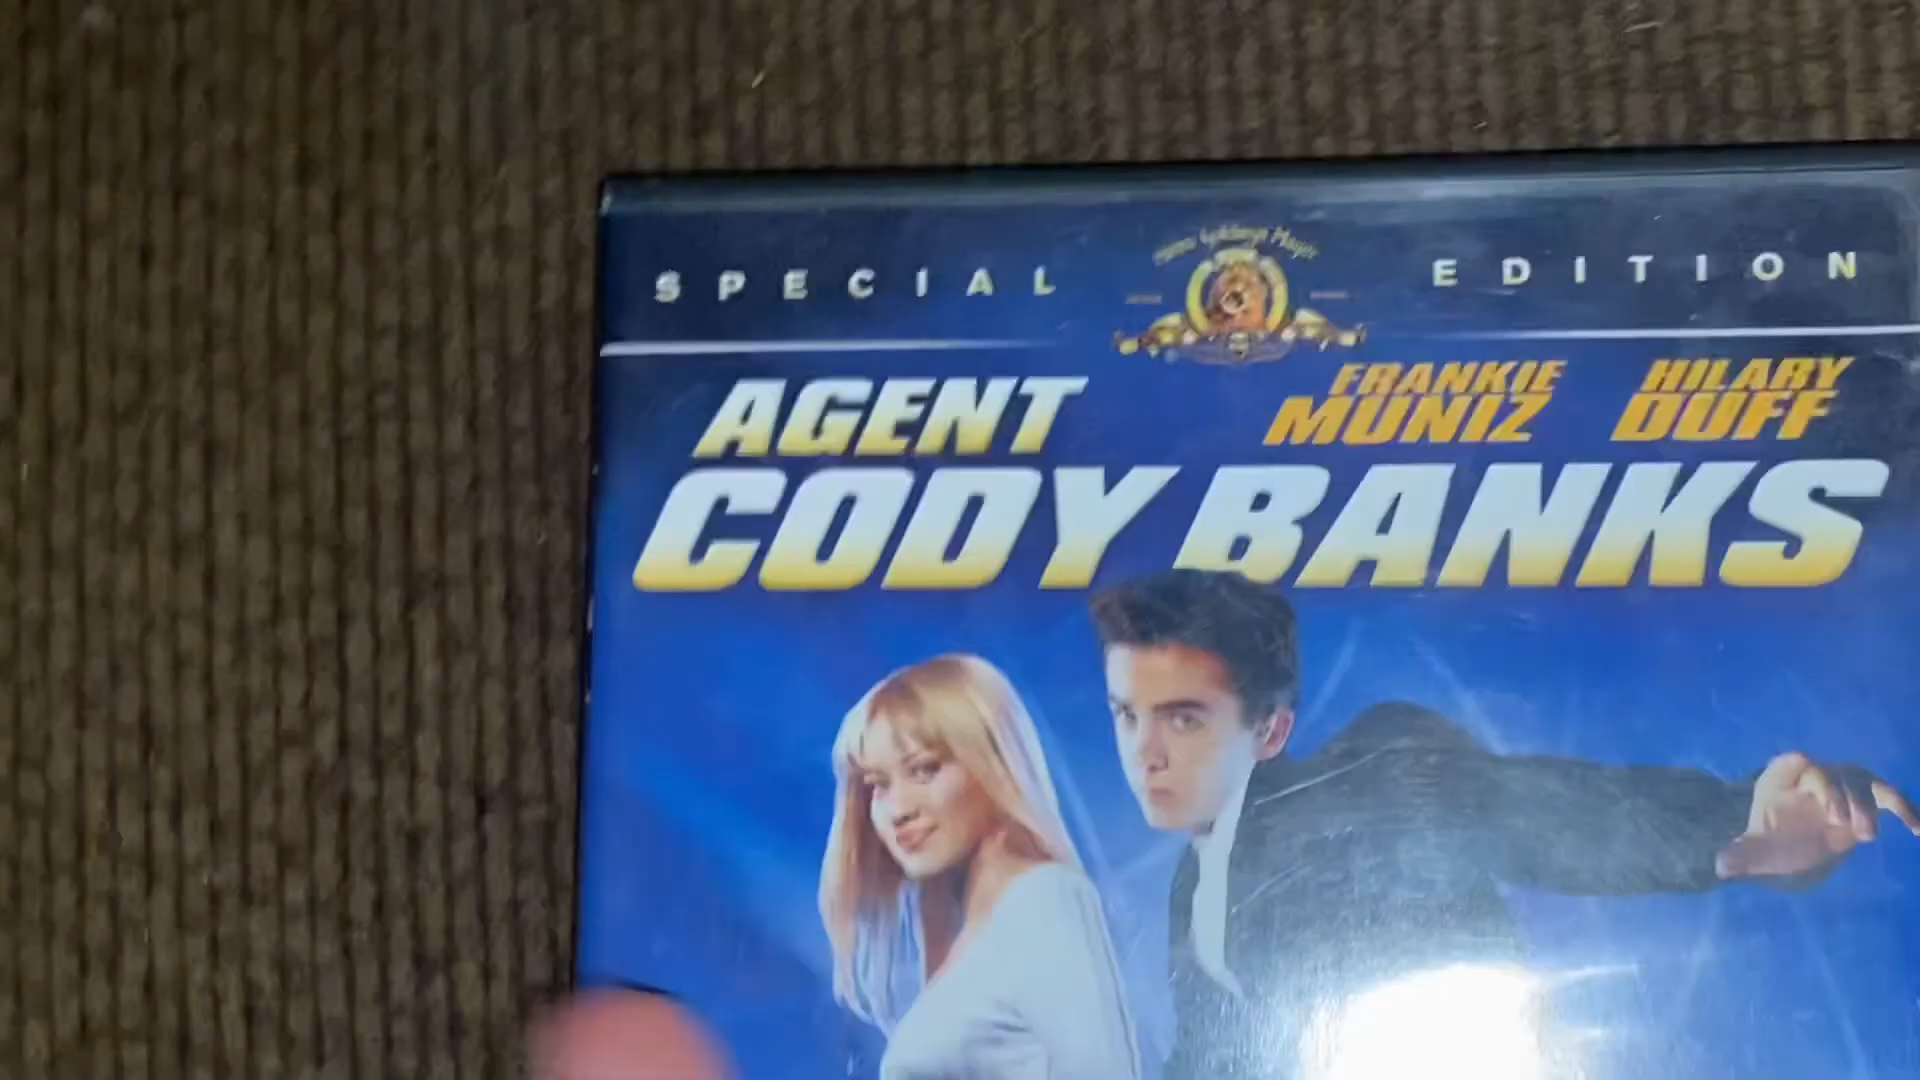 SPECIAL EDITION
AGENT
FRANKIE MUNIZ
HILARY DUFF
CODY BANKS